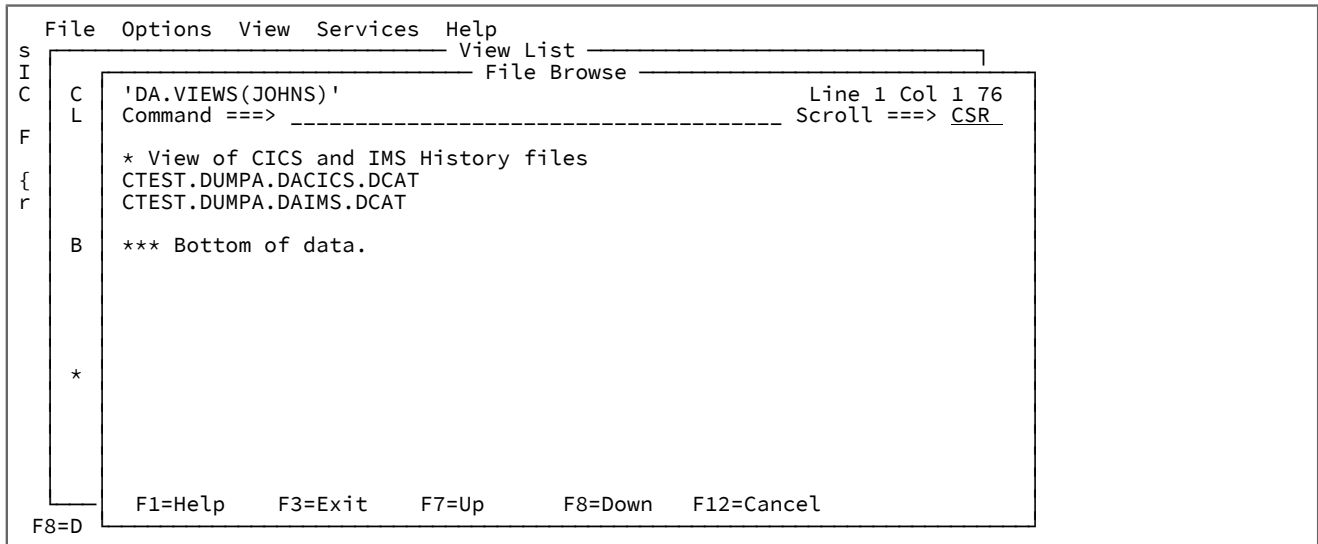 File Options View Services Help
s View List
I File Browse
C C 'DA.VIEWS(JOHNS)' Line 1 Col 1 76
L Command ===> ______________________________________ Scroll ===> CSR
F
* View of CICS and IMS History files
{ CTEST.DUMPA.DACICS.DCAT
r CTEST.DUMPA.DAIMS.DCAT
B *** Bottom of data.
*
F1=Help F3=Exit F7=Up F8=Down F12=Cancel
F8=D